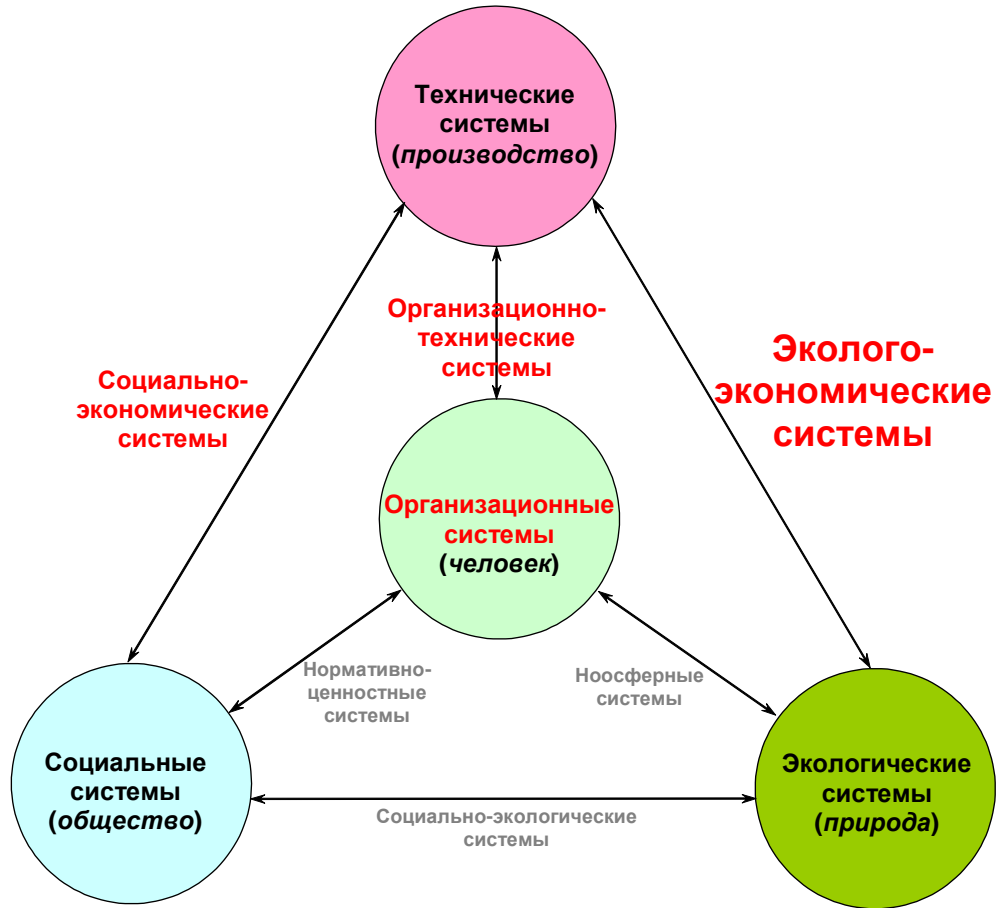 Технические
системы
(производство)
Организационно-
технические
системы
Социально-
экономические
системы
Эколого-
экономические
системы
Организационные
системы
(человек)
Нормативно-
ценностные
системы
Ноосферные
системы
Социальные
системы
(общество)
Социально-экологические
системы
Экологические
системы
(природа)